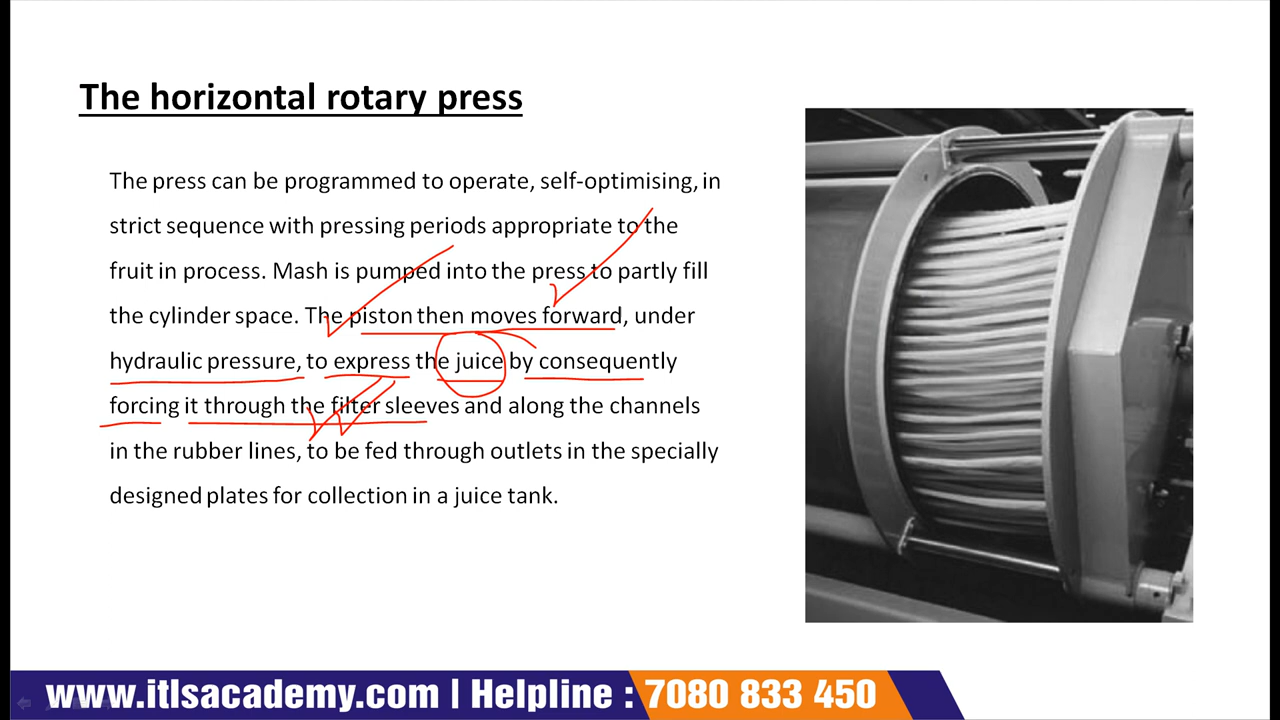 The horizontal rotary press
The press can be programmed to operate, self-optimising, in
strict sequence with pressing periods appropriate to the
fruit in process. Mash is pumped into the press to partly fill
the cylinder space. The piston then moves forward, under
hydraulic pressure, to express the juice by consequently
forcing it through the filter sleeves and along the channels
in the rubber lines, to be fed through outlets in the specially
designed plates for collection in a juice tank.
www.itlsacademy.com | Helpline : 7080 833 450